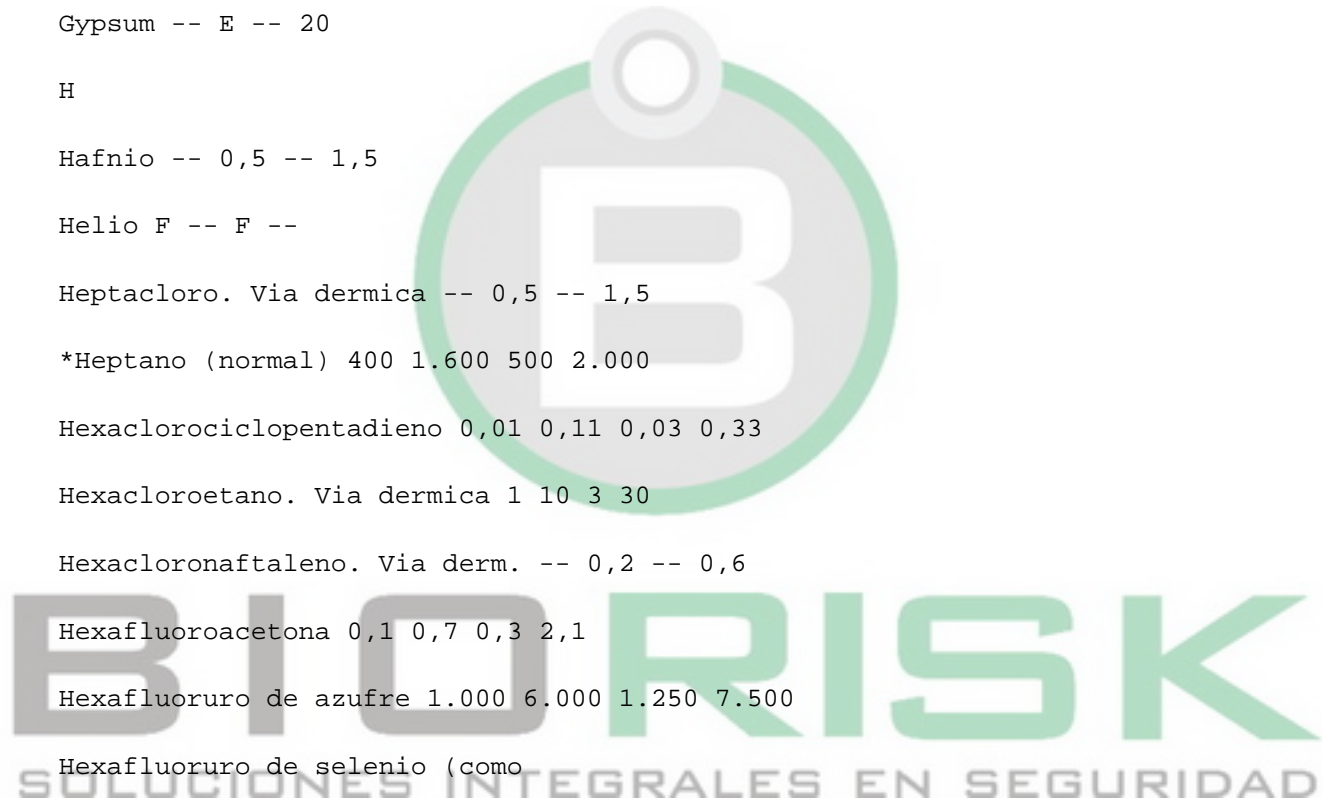 Gypsum -- E -- 20
H
Hafnio -- 0,5 -- 1,5
Helio F -- F --
Heptacloro. Via dermica -- 0,5 -- 1,5
*Heptano (normal) 400 1.600 500 2.000
Hexaclorociclopentadieno 0,01 0,11 0,03 0,33
Hexacloroetano. Via dermica 1 10 3 30
Hexacloronaftaleno. Via derm. -- 0,2 -- 0,6
Hexafluoroacetona 0,1 0,7 0,3 2,1
Hexafluoruro de azufre 1.000 6.000 1.250 7.500
Hexafluoruro de selenio (como
B
BIORISK
SOLUCIONES INTEGRALES EN SEGURIDAD